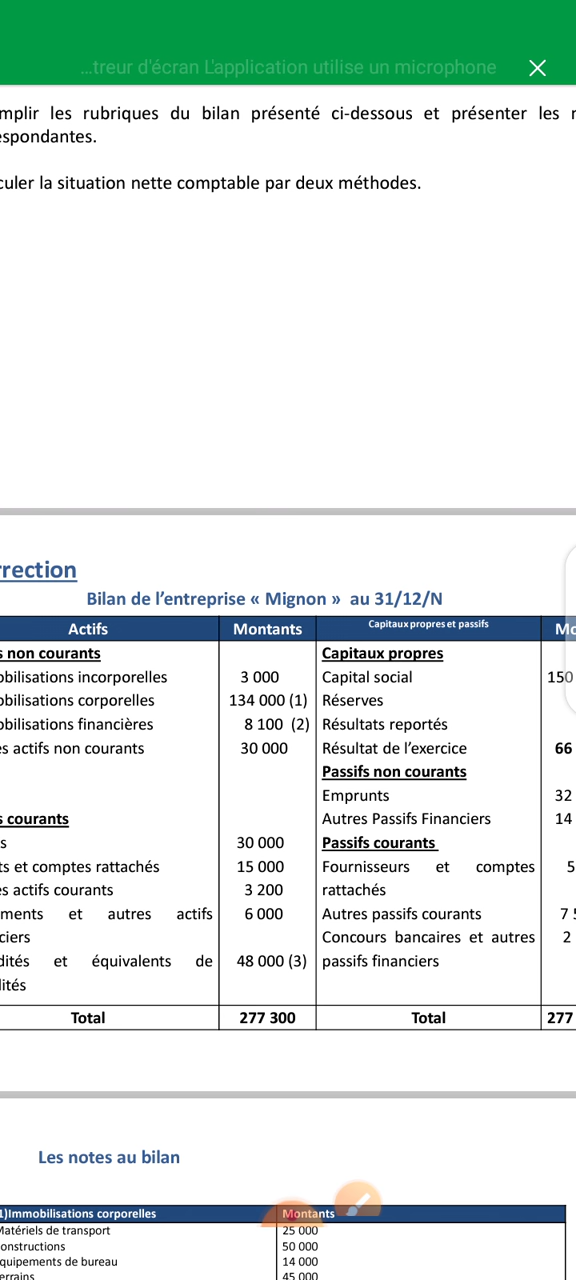 ...treur d'écran L'application utilise un microphone
mplir les rubriques du bilan présenté ci-dessous et présenter les r
espondantes.
culer la situation nette comptable par deux méthodes.
rrection
Bilan de l'entreprise « Mignon » au 31/12/N
Actifs Montants Capitaux propres et passifs Mo
s non courants Capitaux propres
obilisations incorporelles 3 000 Capital social 150
obilisations corporelles 134 000 (1) Réserves
obilisations financières 8 100 (2) Résultats reportés
es actifs non courants 30 000 Résultat de l'exercice 66
Passifs non courants
Emprunts 32
s courants Autres Passifs Financiers 14
s 30 000 Passifs courants
ts et comptes rattachés 15 000 Fournisseurs et comptes 5
es actifs courants 3 200 rattachés
ments et autres actifs 6 000 Autres passifs courants 7 5
ciers Concours bancaires et autres 2
dités et équivalents de 48 000 (3) passifs financiers
lités
Total 277 300 Total 277
Les notes au bilan
1)Immobilisations corporelles Montants
Matériels de transport 25 000
onstructions 50 000
quipements de bureau 14 000
errains 45 000